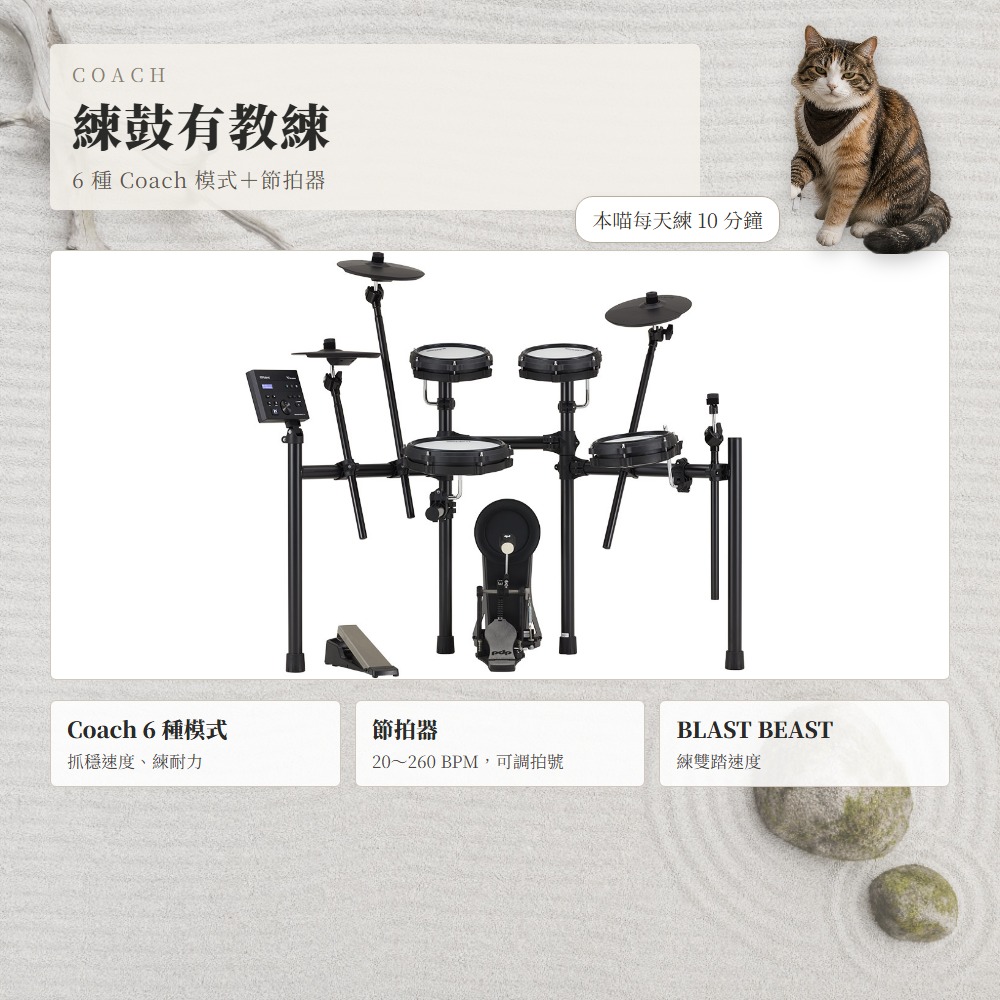 COACH
練鼓有教練
6 種 Coach 模式＋節拍器
本喵每天練 10 分鐘
Coach 6 種模式
抓穩速度、練耐力
節拍器
20～260 BPM，可調拍號
BLAST BEAST
練雙踏速度
pdp